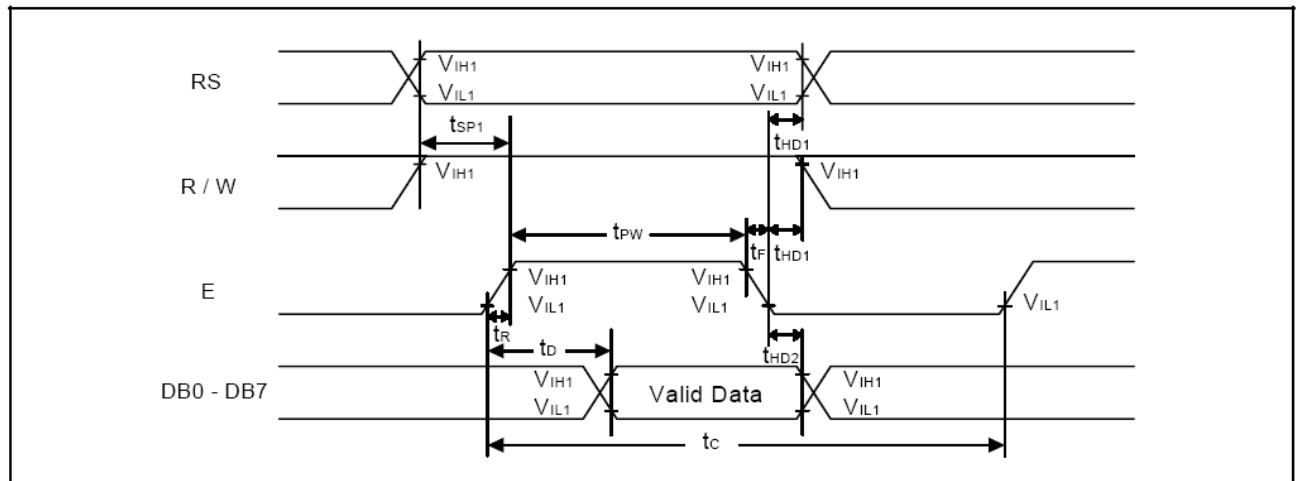 RS
VIH1
VIL1
VIH1
VIL1
tSP1
tHD1
R / W
VIH1
VIH1
tPW
tF
tHD1
E
VIH1
VIL1
VIH1
VIL1
VIL1
tR
tD
tHD2
DB0 - DB7
VIH1
VIL1
Valid Data
VIH1
VIL1
tC